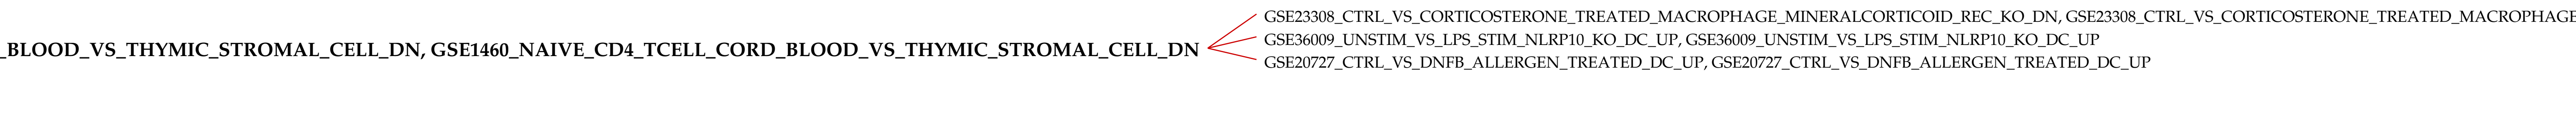 GSE23308_CTRL_VS_CORTICOSTERONE_TREATED_MACROPHAGE_MINERALCORTICOID_REC_KO_DN, GSE23308_CTRL_VS_CORTICOSTERONE_TREATED_MACROPHAGE
GSE36009_UNSTIM_VS_LPS_STIM_NLRP10_KO_DC_UP, GSE36009_UNSTIM_VS_LPS_STIM_NLRP10_KO_DC_UP
_BLOOD_VS_THYMIC_STROMAL_CELL_DN, GSE1460_NAIVE_CD4_TCELL_CORD_BLOOD_VS_THYMIC_STROMAL_CELL_DN
GSE20727_CTRL_VS_DNFB_ALLERGEN_TREATED_DC_UP, GSE20727_CTRL_VS_DNFB_ALLERGEN_TREATED_DC_UP